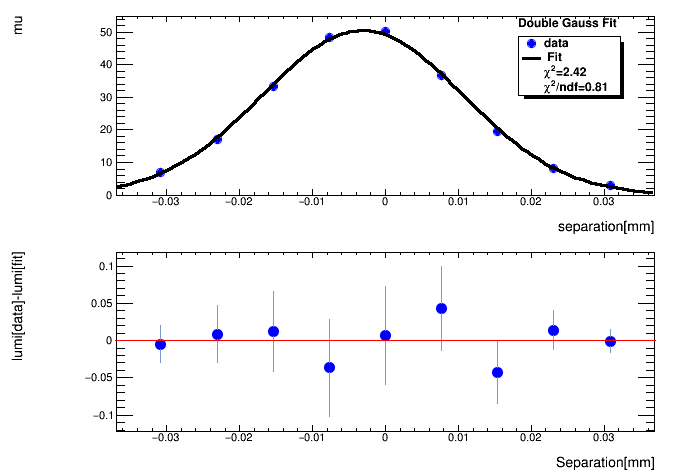 mu
Double Gauss Fit
data
Fit
χ²=2.42
χ²/ndf=0.81
50
40
30
20
10
0
−0.03 −0.02 −0.01 0 0.01 0.02 0.03
separation[mm]
lumi[data]-lumi[fit]
0.1
0.05
0
−0.05
−0.1
−0.03 −0.02 −0.01 0 0.01 0.02 0.03
Separation[mm]